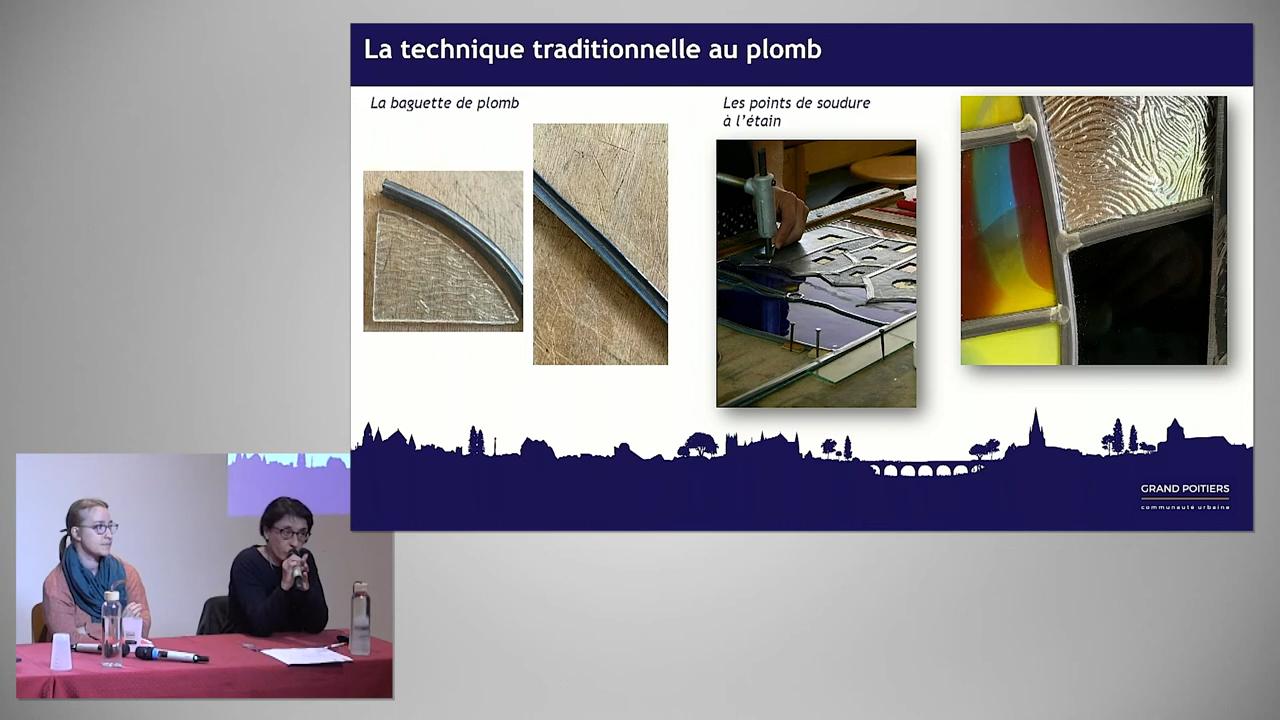 La technique traditionnelle au plomb
La baguette de plomb
Les points de soudure
à l'étain
GRAND POITIERS
communauté urbaine